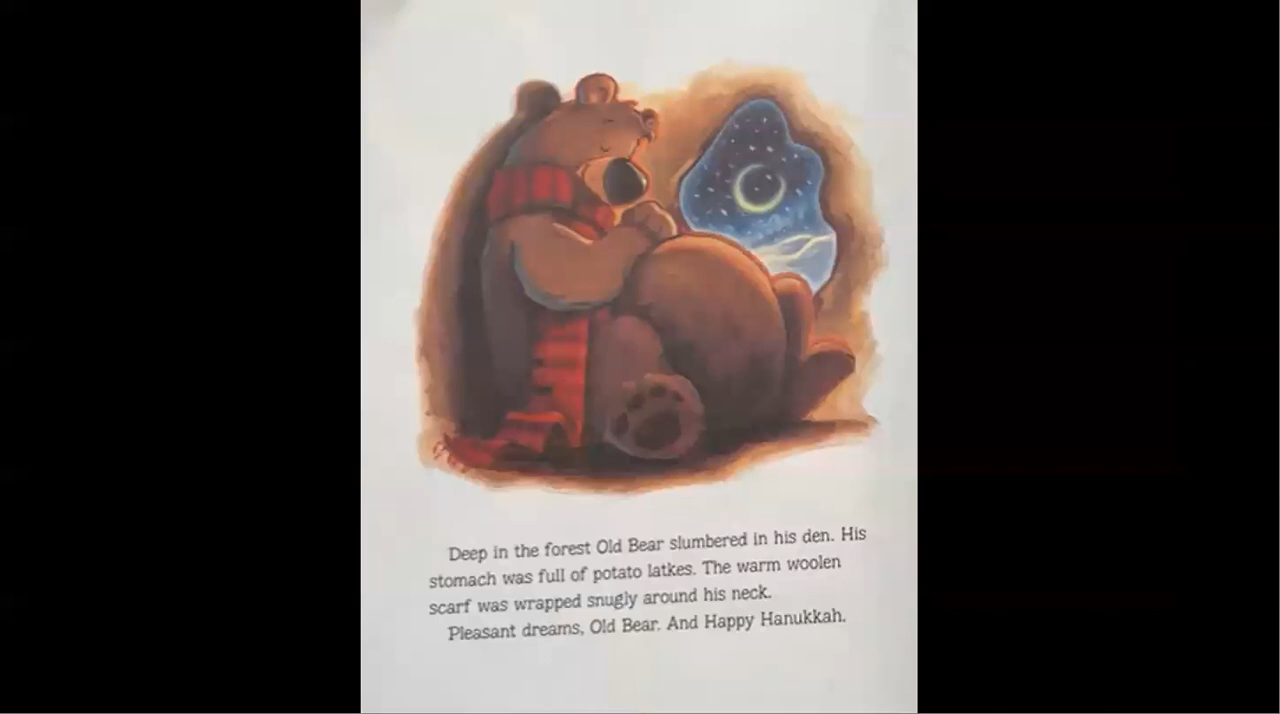 Deep in the forest Old Bear slumbered in his den. His
stomach was full of potato latkes. The warm woolen
scarf was wrapped snugly around his neck.
Pleasant dreams, Old Bear. And Happy Hanukkah.